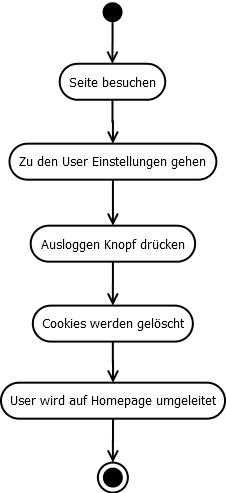 Seite besuchen
Zu den User Einstellungen gehen
Ausloggen Knopf drücken
Cookies werden gelöscht
User wird auf Homepage umgeleitet